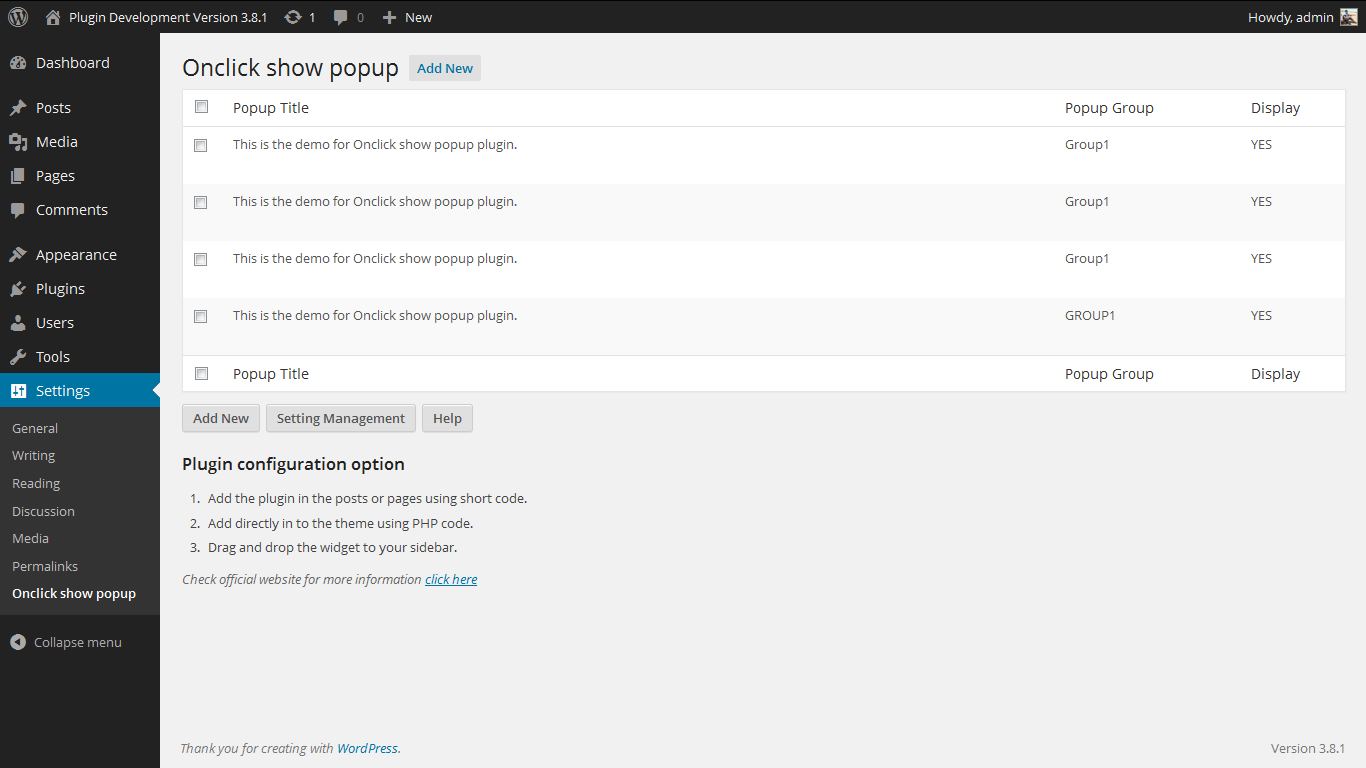 Plugin Development Version 3.8.1 1 0 New Howdy, admin
Dashboard
Posts
Media
Pages
Comments
Appearance
Plugins
Users
Tools
Settings
General
Writing
Reading
Discussion
Media
Permalinks
Onclick show popup
Collapse menu
Onclick show popup Add New
Popup Title Popup Group Display
This is the demo for Onclick show popup plugin. Group1 YES
This is the demo for Onclick show popup plugin. Group1 YES
This is the demo for Onclick show popup plugin. Group1 YES
This is the demo for Onclick show popup plugin. GROUP1 YES
Popup Title Popup Group Display
Add New Setting Management Help
Plugin configuration option
1. Add the plugin in the posts or pages using short code.
2. Add directly in to the theme using PHP code.
3. Drag and drop the widget to your sidebar.
Check official website for more information click here
Thank you for creating with WordPress. Version 3.8.1